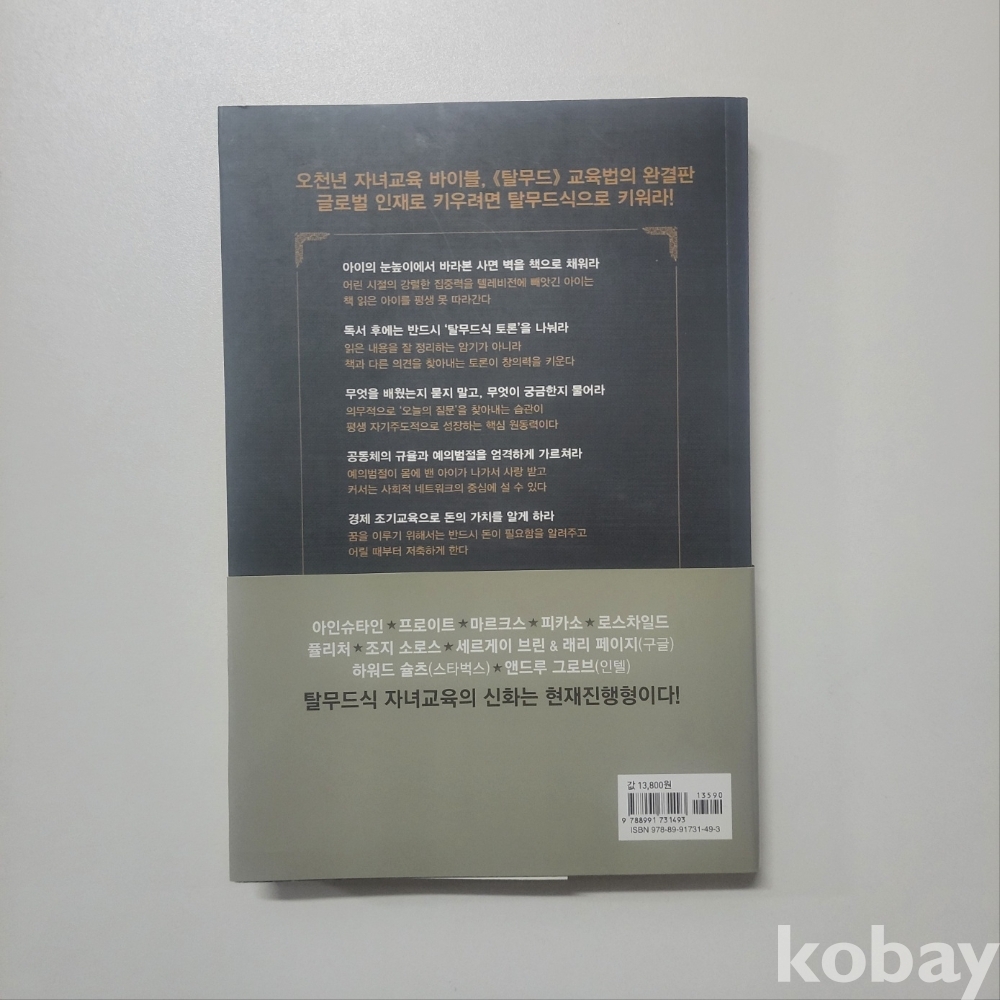 오천년 자녀교육 바이블, 《탈무드》 교육법의 완결판
글로벌 인재로 키우려면 탈무드식으로 키워라!
아이의 눈높이에서 바라본 사면 벽을 책으로 채워라
어린 시절의 강렬한 집중력을 텔레비전에 빼앗긴 아이는
책 읽은 아이를 평생 못 따라간다
독서 후에는 반드시 '탈무드식 토론'을 나눠라
읽은 내용을 잘 정리하는 암기가 아니라
책과 다른 의견을 찾아내는 토론이 창의력을 키운다
무엇을 배웠는지 묻지 말고, 무엇이 궁금한지 물어라
의무적으로 '오늘의 질문'을 찾아내는 습관이
평생 자기주도적으로 성장하는 핵심 원동력이다
공동체의 규율과 예의범절을 엄격하게 가르쳐라
예의범절이 몸에 밴 아이가 나가서 사랑 받고
커서는 사회적 네트워크의 중심에 설 수 있다
경제 조기교육으로 돈의 가치를 알게 하라
꿈을 이루기 위해서는 반드시 돈이 필요함을 알려주고
어릴 때부터 저축하게 한다
아인슈타인 ★ 프로이트 ★ 마르크스 ★ 피카소 ★ 로스차일드
퓰리처 ★ 조지 소로스 ★ 세르게이 브린 & 래리 페이지(구글)
하워드 슐츠(스타벅스) ★ 앤드루 그로브(인텔)
탈무드식 자녀교육의 신화는 현재진행형이다!
값 13,800원
13590
9 788991 731493
ISBN 978-89-91731-49-3
kobay